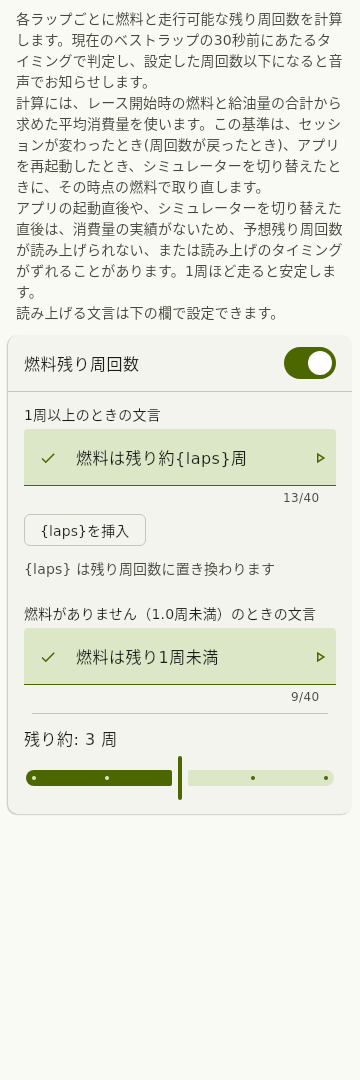 各ラップごとに燃料と走行可能な残り周回数を計算
します。現在のベストラップの30秒前にあたるタ
イミングで判定し、設定した周回数以下になると音
声でお知らせします。
計算には、レース開始時の燃料と給油量の合計から
求めた平均消費量を使います。この基準は、セッシ
ョンが変わったとき(周回数が戻ったとき)、アプリ
を再起動したとき、シミュレーターを切り替えたと
きに、その時点の燃料で取り直します。
アプリの起動直後や、シミュレーターを切り替えた
直後は、消費量の実績がないため、予想残り周回数
が読み上げられない、または読み上げのタイミング
がずれることがあります。1周ほど走ると安定しま
す。
読み上げる文言は下の欄で設定できます。
燃料残り周回数
1周以上のときの文言
燃料は残り約{laps}周
13/40
{laps}を挿入
{laps} は残り周回数に置き換わります
燃料がありません（1.0周未満）のときの文言
燃料は残り1周未満
9/40
残り約: 3 周